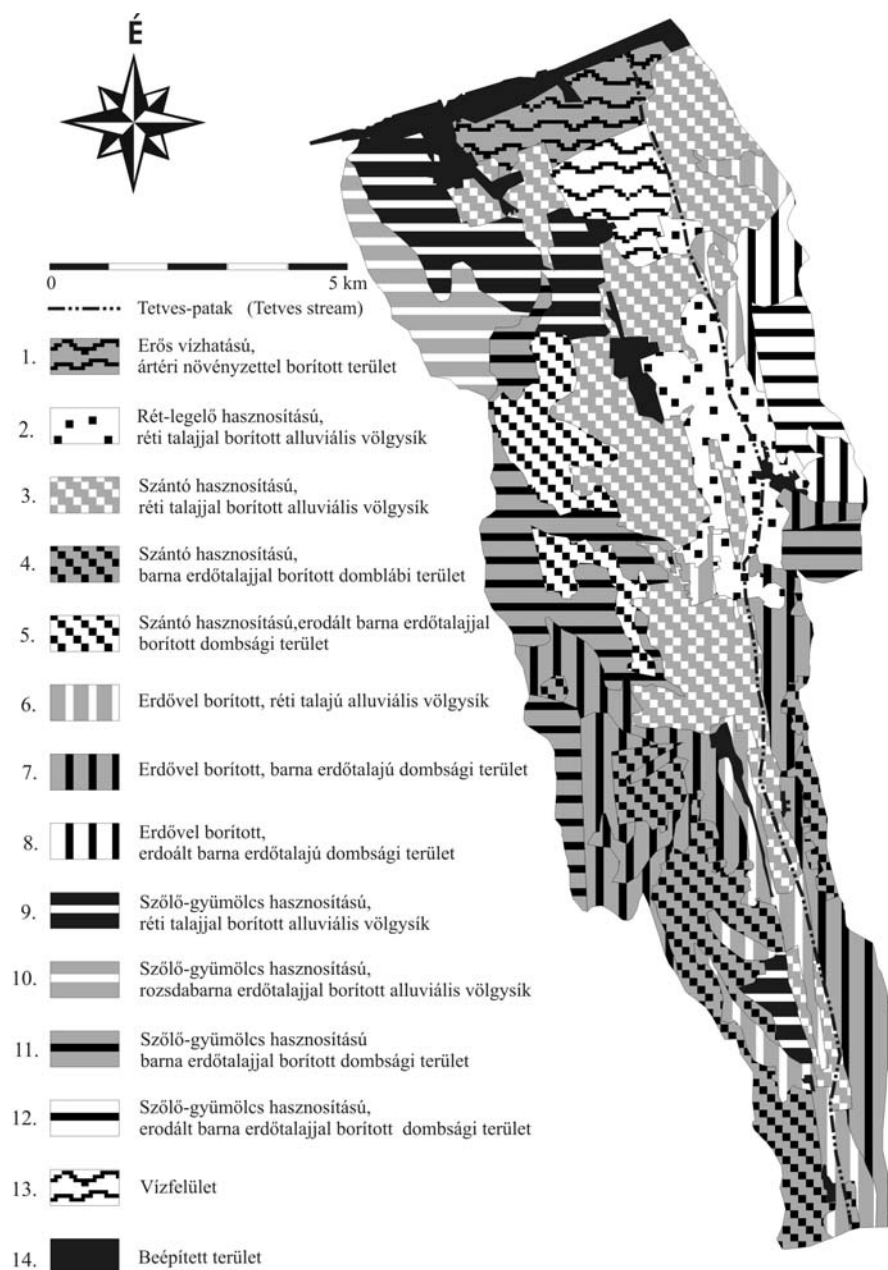 É
0 5 km
Tetves-patak (Tetves stream)
1. Erős vízhatású,
ártéri növényzettel borított terület
2. Rét-legelő hasznosítású,
réti talajjal borított alluviális völgysík
3. Szántó hasznosítású,
réti talajjal borított alluviális völgysík
4. Szántó hasznosítású,
barna erdőtalajjal borított domblábi terület
5. Szántó hasznosítású,erodált barna erdőtalajjal
borított dombsági terület
6. Erdővel borított, réti talajú alluviális völgysík
7. Erdővel borított, barna erdőtalajú dombsági terület
8. Erdővel borított,
erdoált barna erdőtalajú dombsági terület
9. Szőlő-gyümölcs hasznosítású,
réti talajjal borított alluviális völgysík
10. Szőlő-gyümölcs hasznosítású,
rozsdabarna erdőtalajjal borított alluviális völgysík
11. Szőlő-gyümölcs hasznosítású
barna erdőtalajjal borított dombsági terület
12. Szőlő-gyümölcs hasznosítású,
erodált barna erdőtalajjal borított dombsági terület
13. Vízfelület
14. Beépített terület